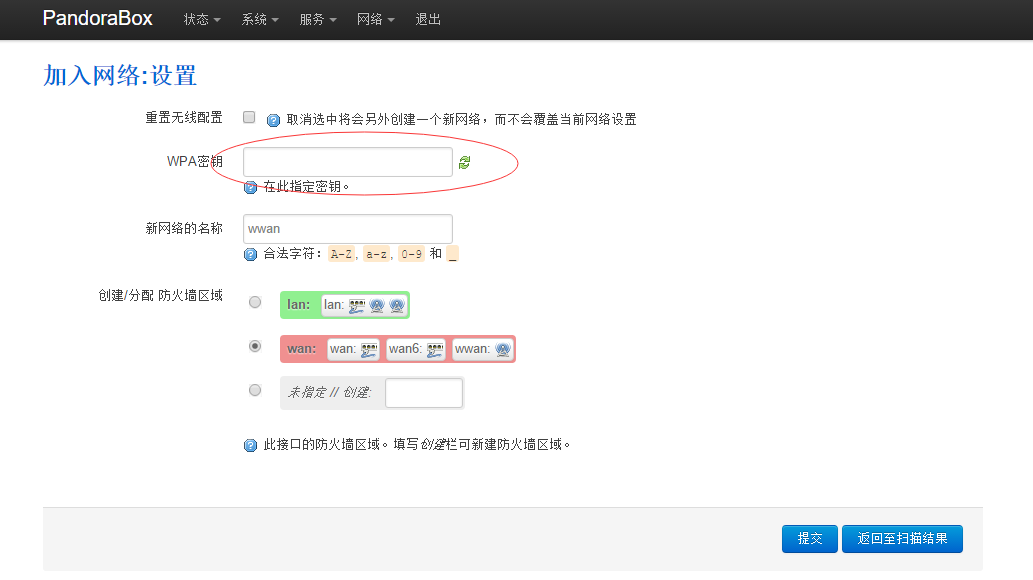 PandoraBox 状态 系统 服务 网络 退出
加入网络:设置
重置无线配置 取消选中将会另外创建一个新网络，而不会覆盖当前网络设置
WPA密钥
在此指定密钥。
新网络的名称 wwan
合法字符： A-Z, a-z, 0-9 和 _
创建/分配 防火墙区域 lan: lan:
wan: wan: wan6: wwan:
未指定 // 创建:
此接口的防火墙区域。填写创建栏可新建防火墙区域。
提交 返回至扫描结果